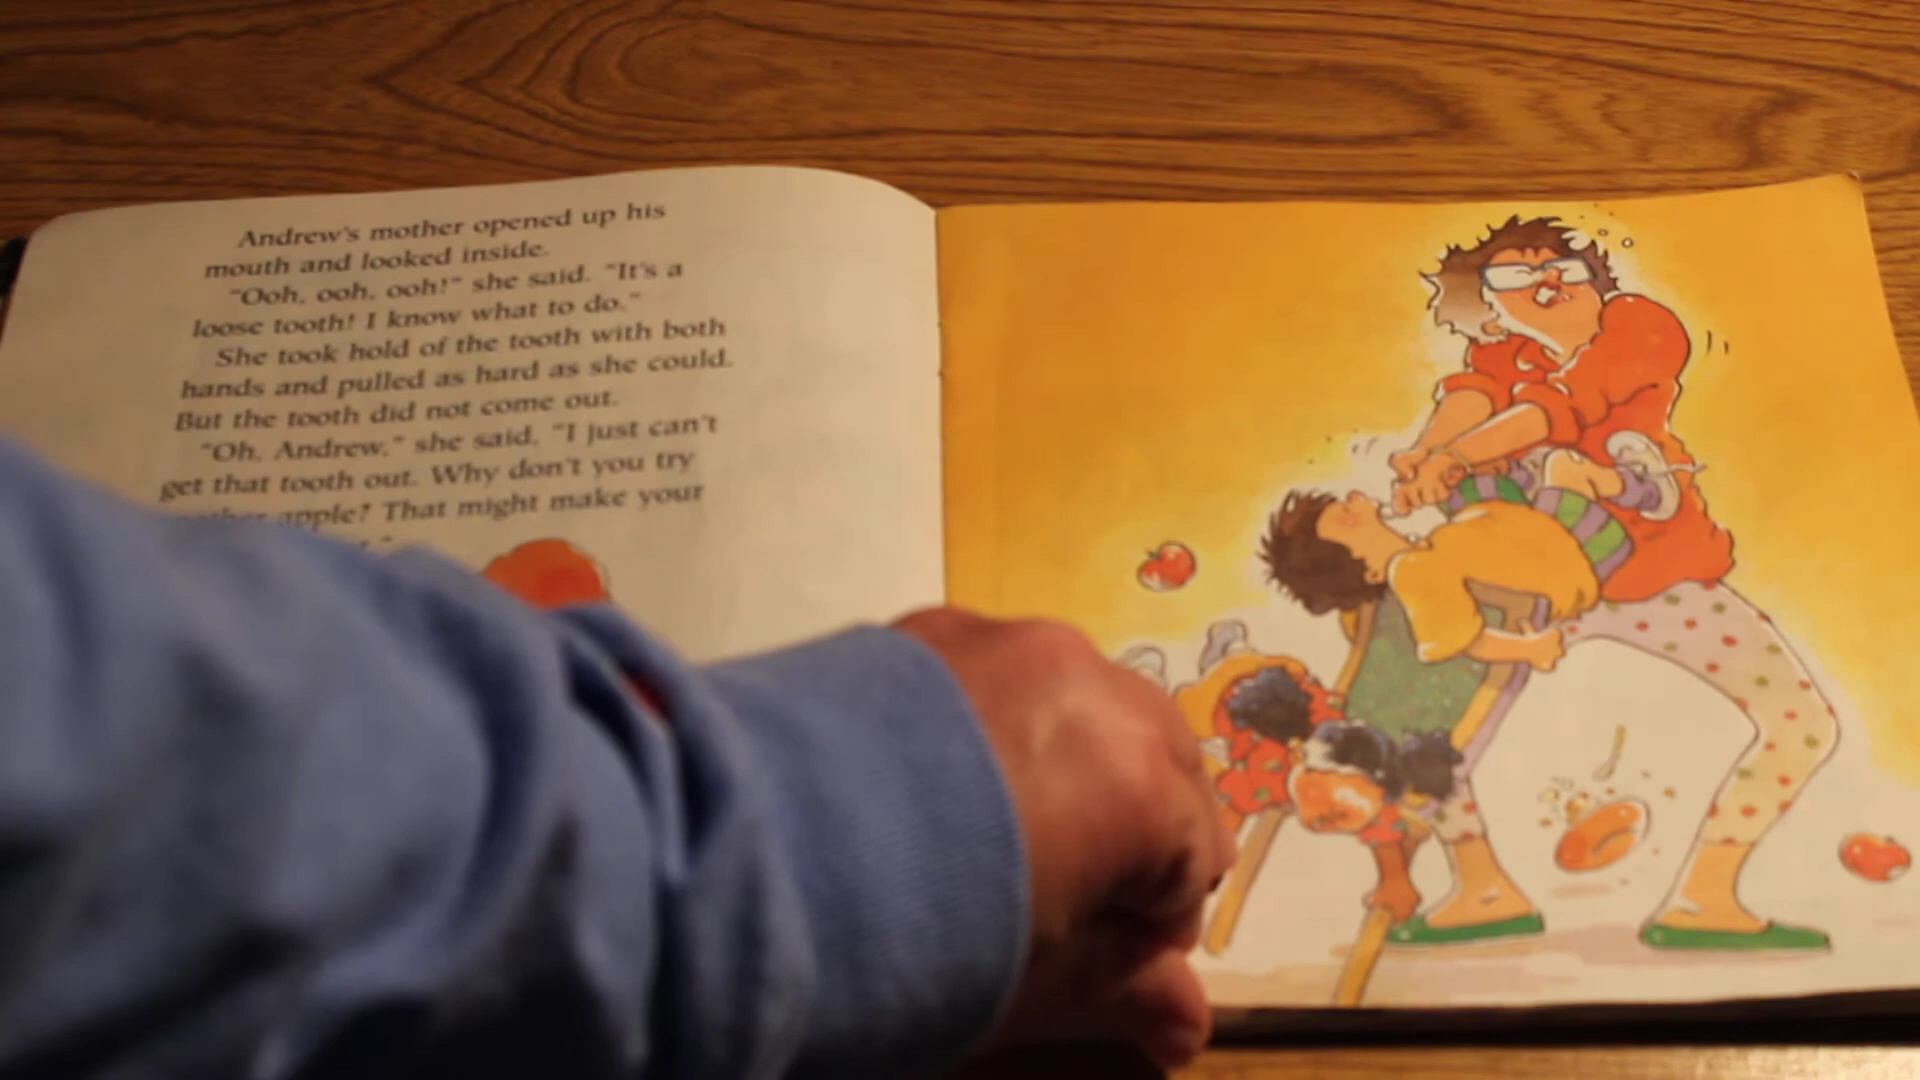 Andrew's mother opened up his
mouth and looked inside.
"Ooh, ooh, ooh!" she said. "It's a
loose tooth! I know what to do."
She took hold of the tooth with both
hands and pulled as hard as she could.
But the tooth did not come out.
"Oh, Andrew," she said, "I just can't
get that tooth out. Why don't you try
apple? That might make your